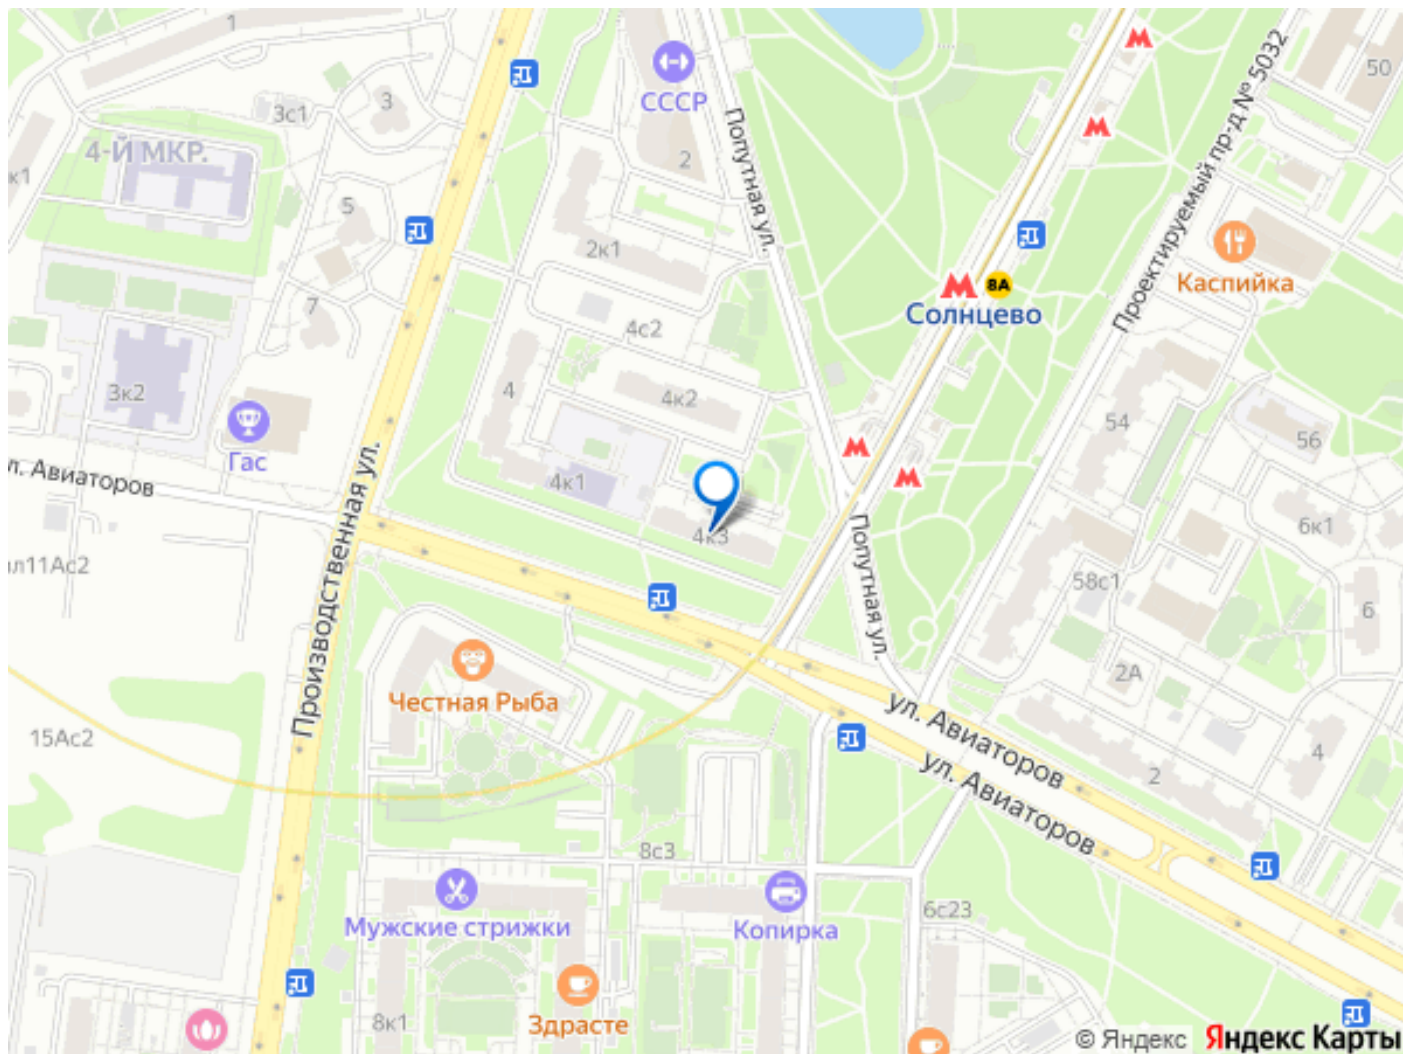 1
50
3с1
3
СССР
4-Й МКР.
2
к1
Попутная ул.
Проектируемый пр-д № 5032
5
2к1
Каспийка
8А
Солнцево
7
4с2
3к2
4
4к2
54
56
Гас
л. Авиаторов
4к1
4к3
6к1
Производственная ул.
Попутная ул.
лл11Ас2
58с1
6
2А
Честная Рыба
ул. Авиаторов
15Ас2
4
ул. Авиаторов
2
8с3
6с23
Мужские стрижки
Копирка
8к1
Здрасте
© Яндекс Яндекс Карты